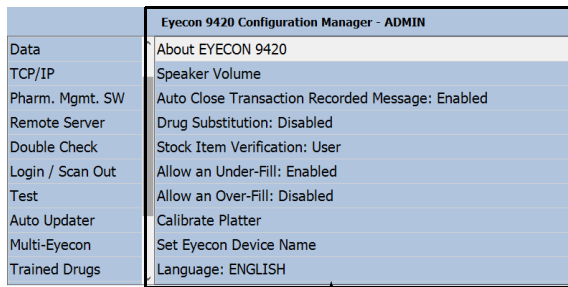 Eyecon 9420 Configuration Manager - ADMIN
Data
TCP/IP
Pharm. Mgmt. SW
Remote Server
Double Check
Login / Scan Out
Test
Auto Updater
Multi-Eyecon
Trained Drugs
About EYECON 9420
Speaker Volume
Auto Close Transaction Recorded Message: Enabled
Drug Substitution: Disabled
Stock Item Verification: User
Allow an Under-Fill: Enabled
Allow an Over-Fill: Disabled
Calibrate Platter
Set Eyecon Device Name
Language: ENGLISH